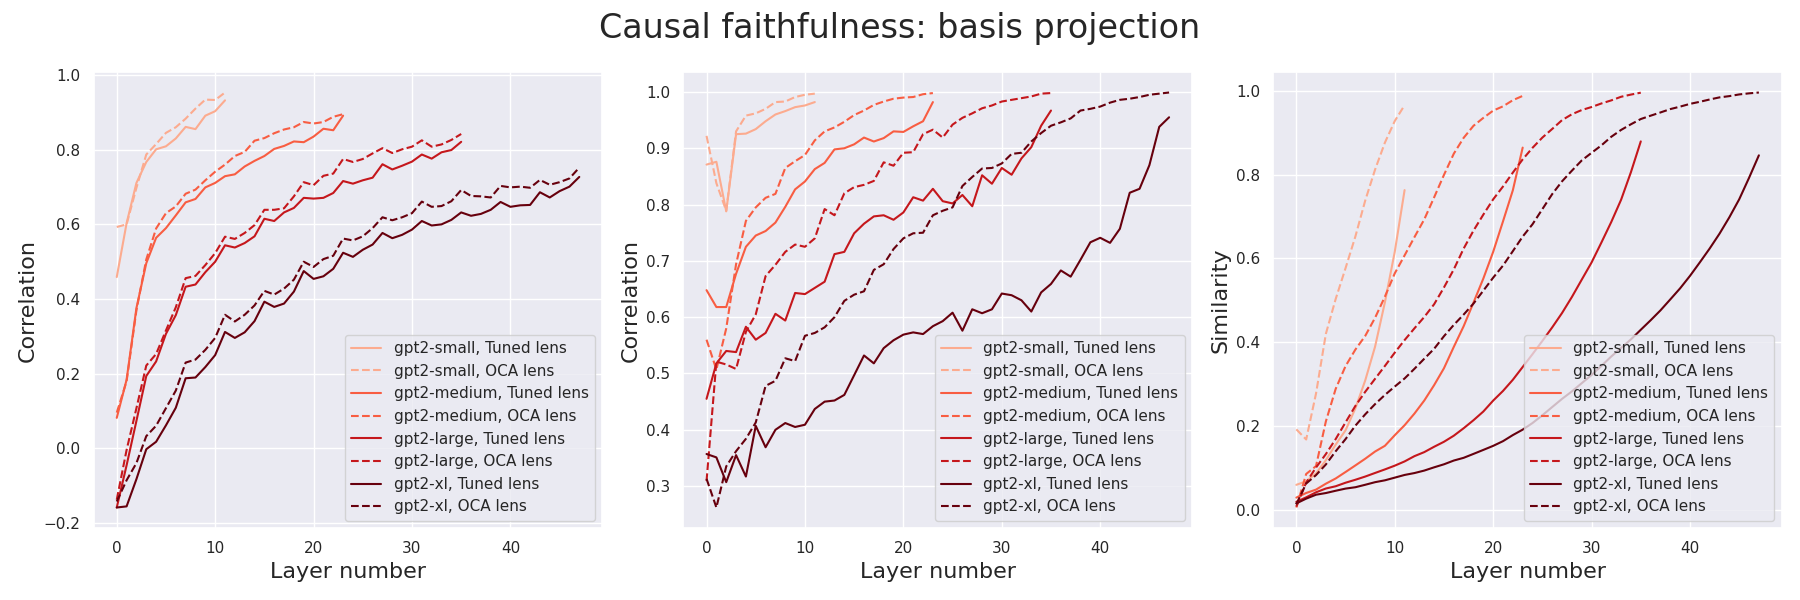 Causal faithfulness: basis projection
Correlation
1.0
0.8
0.6
0.4
0.2
0.0
−0.2
0 10 20 30 40
Layer number
gpt2-small, Tuned lens
gpt2-small, OCA lens
gpt2-medium, Tuned lens
gpt2-medium, OCA lens
gpt2-large, Tuned lens
gpt2-large, OCA lens
gpt2-xl, Tuned lens
gpt2-xl, OCA lens
Correlation
1.0
0.9
0.8
0.7
0.6
0.5
0.4
0.3
0 10 20 30 40
Layer number
gpt2-small, Tuned lens
gpt2-small, OCA lens
gpt2-medium, Tuned lens
gpt2-medium, OCA lens
gpt2-large, Tuned lens
gpt2-large, OCA lens
gpt2-xl, Tuned lens
gpt2-xl, OCA lens
Similarity
1.0
0.8
0.6
0.4
0.2
0.0
0 10 20 30 40
Layer number
gpt2-small, Tuned lens
gpt2-small, OCA lens
gpt2-medium, Tuned lens
gpt2-medium, OCA lens
gpt2-large, Tuned lens
gpt2-large, OCA lens
gpt2-xl, Tuned lens
gpt2-xl, OCA lens